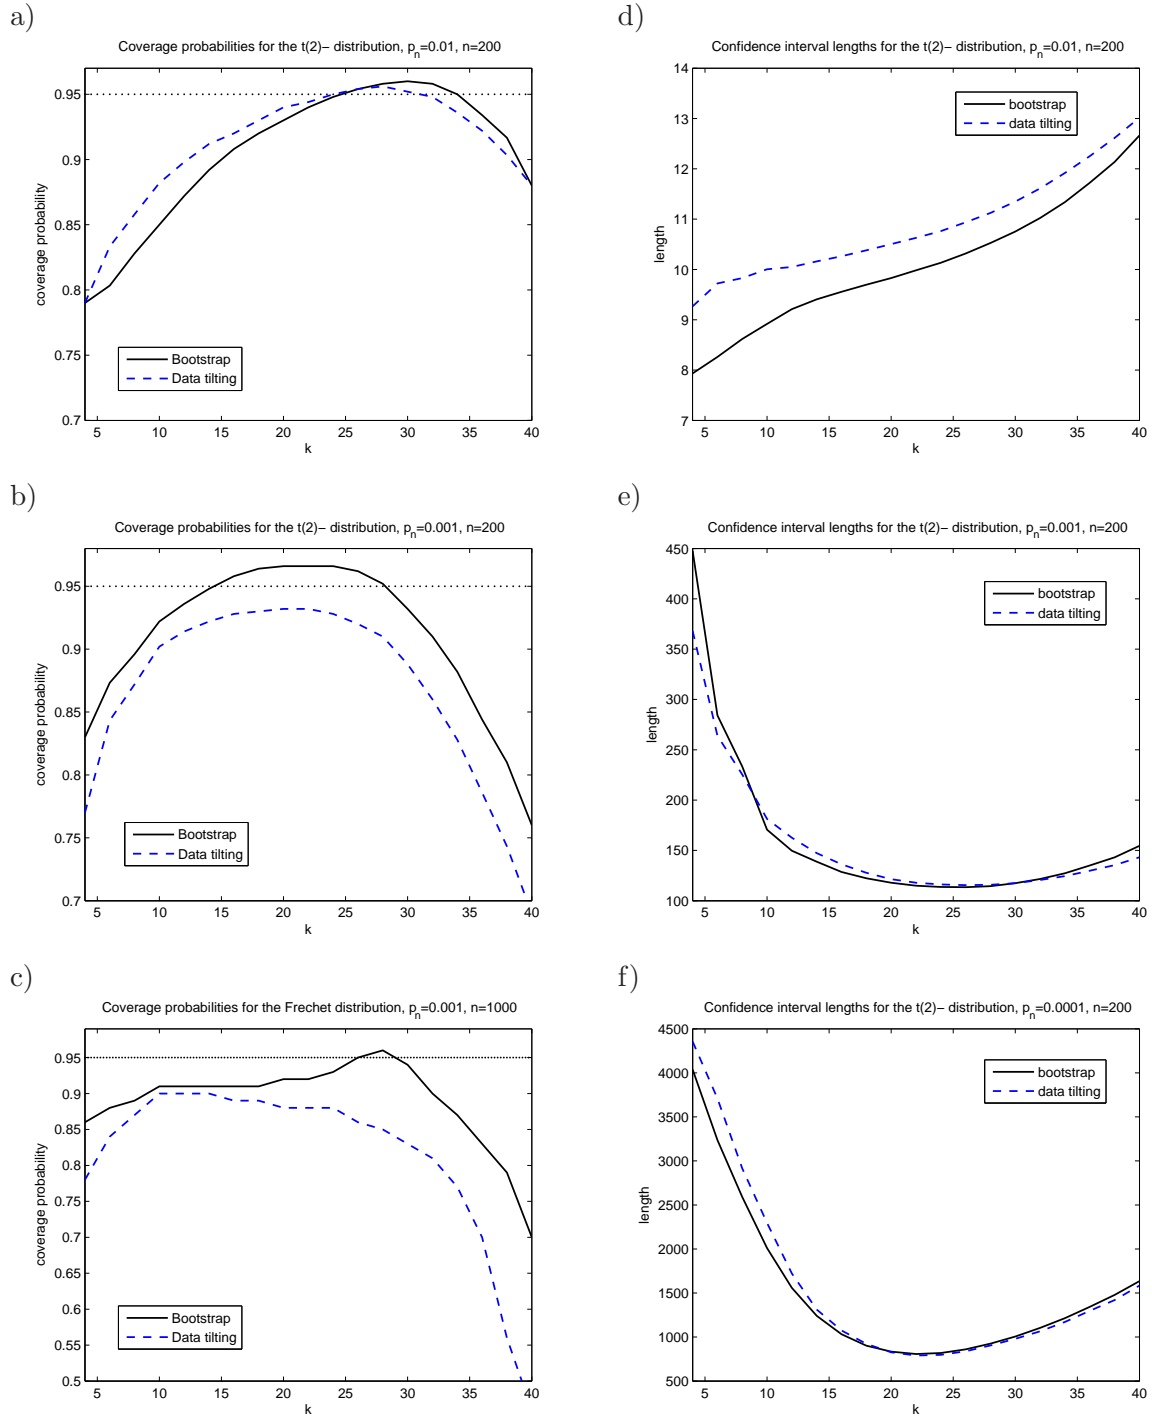 a)
Coverage probabilities for the t(2)− distribution, pn=0.01, n=200
0.95
0.9
0.85
0.8
0.75
0.7
coverage probability
Bootstrap
Data tilting
5 10 15 20 25 30 35 40
k
d)
Confidence interval lengths for the t(2)− distribution, pn=0.01, n=200
14
13
12
11
10
9
8
7
length
bootstrap
data tilting
5 10 15 20 25 30 35 40
k
b)
Coverage probabilities for the t(2)− distribution, pn=0.001, n=200
0.95
0.9
0.85
0.8
0.75
0.7
coverage probability
Bootstrap
Data tilting
5 10 15 20 25 30 35 40
k
e)
Confidence interval lengths for the t(2)− distribution, pn=0.001, n=200
450
400
350
300
250
200
150
100
length
bootstrap
data tilting
5 10 15 20 25 30 35 40
k
c)
Coverage probabilities for the Frechet distribution, pn=0.001, n=1000
0.95
0.9
0.85
0.8
0.75
0.7
0.65
0.6
0.55
0.5
coverage probability
Bootstrap
Data tilting
5 10 15 20 25 30 35 40
k
f)
Confidence interval lengths for the t(2)− distribution, pn=0.0001, n=200
4500
4000
3500
3000
2500
2000
1500
1000
500
length
bootstrap
data tilting
5 10 15 20 25 30 35 40
k